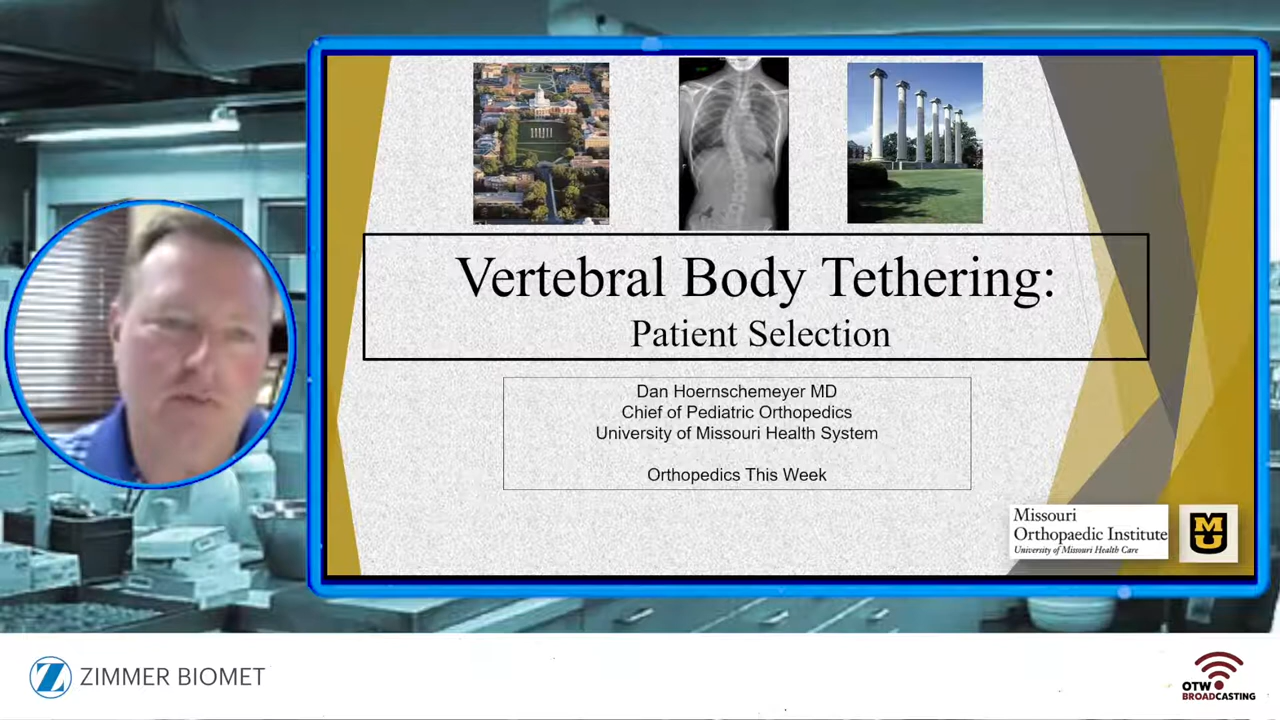 Vertebral Body Tethering:
Patient Selection
Dan Hoernschemeyer MD
Chief of Pediatric Orthopedics
University of Missouri Health System
Orthopedics This Week
Missouri
Orthopaedic Institute
University of Missouri Health Care
MU
Z ZIMMER BIOMET
OTW
BROADCASTING